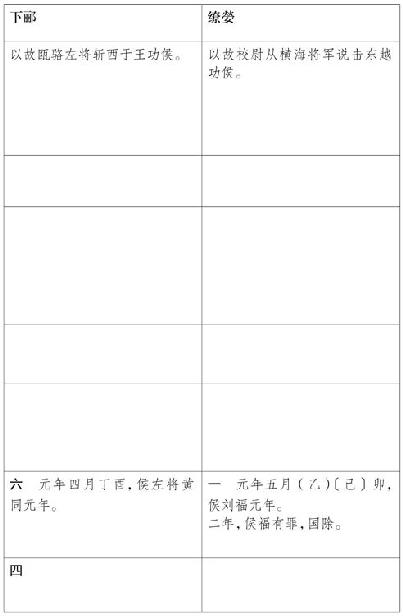 下郦
缭嫈
以故瓯骆左将斩西于王功侯。
以故校尉从横海将军说击东越
功侯。
六 元年四月丁酉，侯左将黄
同元年。
一 元年五月（乙）〔己〕卯，
侯刘福元年。
二年，侯福有罪，国除。
四